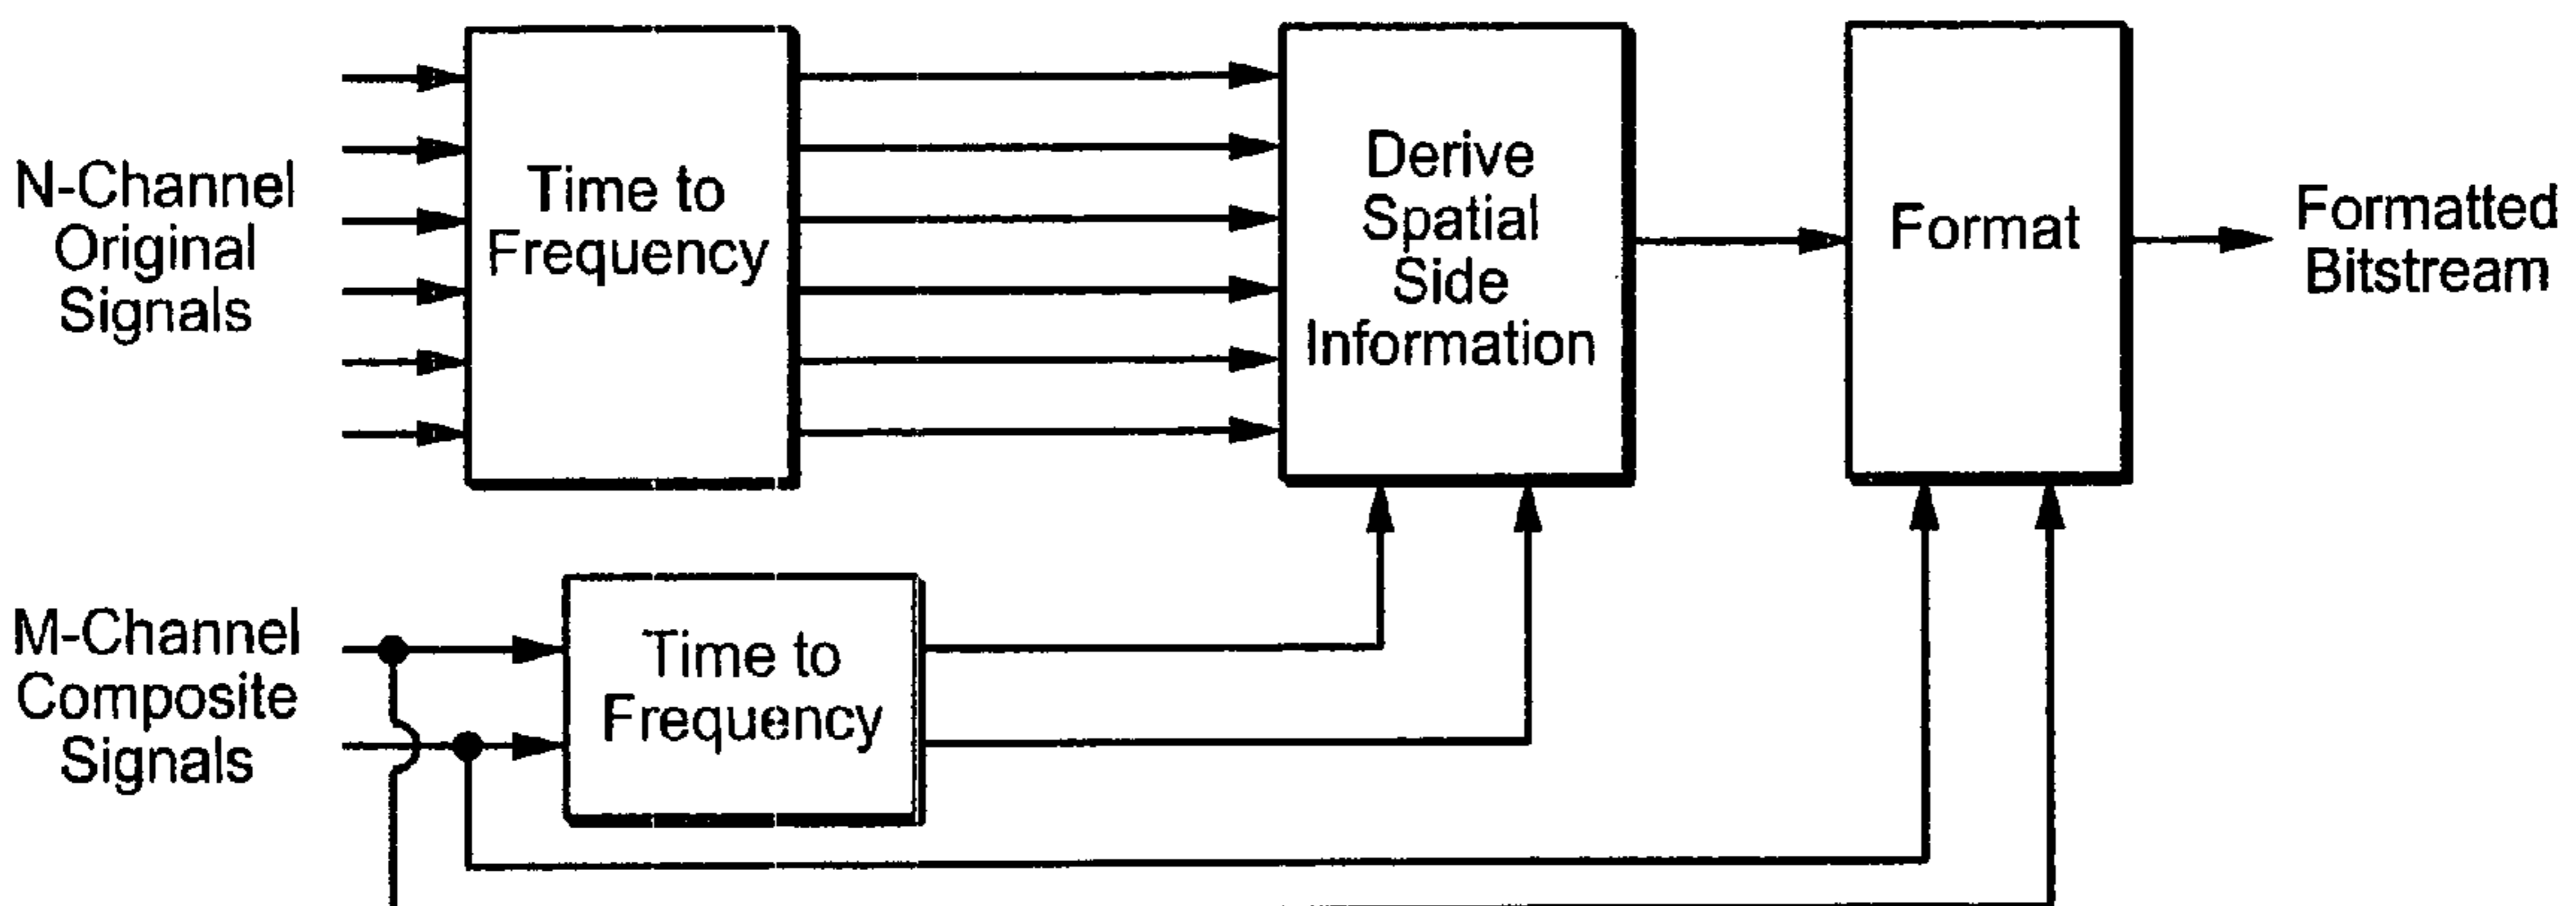 N-Channel
Original
Signals
Time to
Frequency
Derive
Spatial
Side
Information
Format
Formatted
Bitstream
M-Channel
Composite
Signals
Time to
Frequency